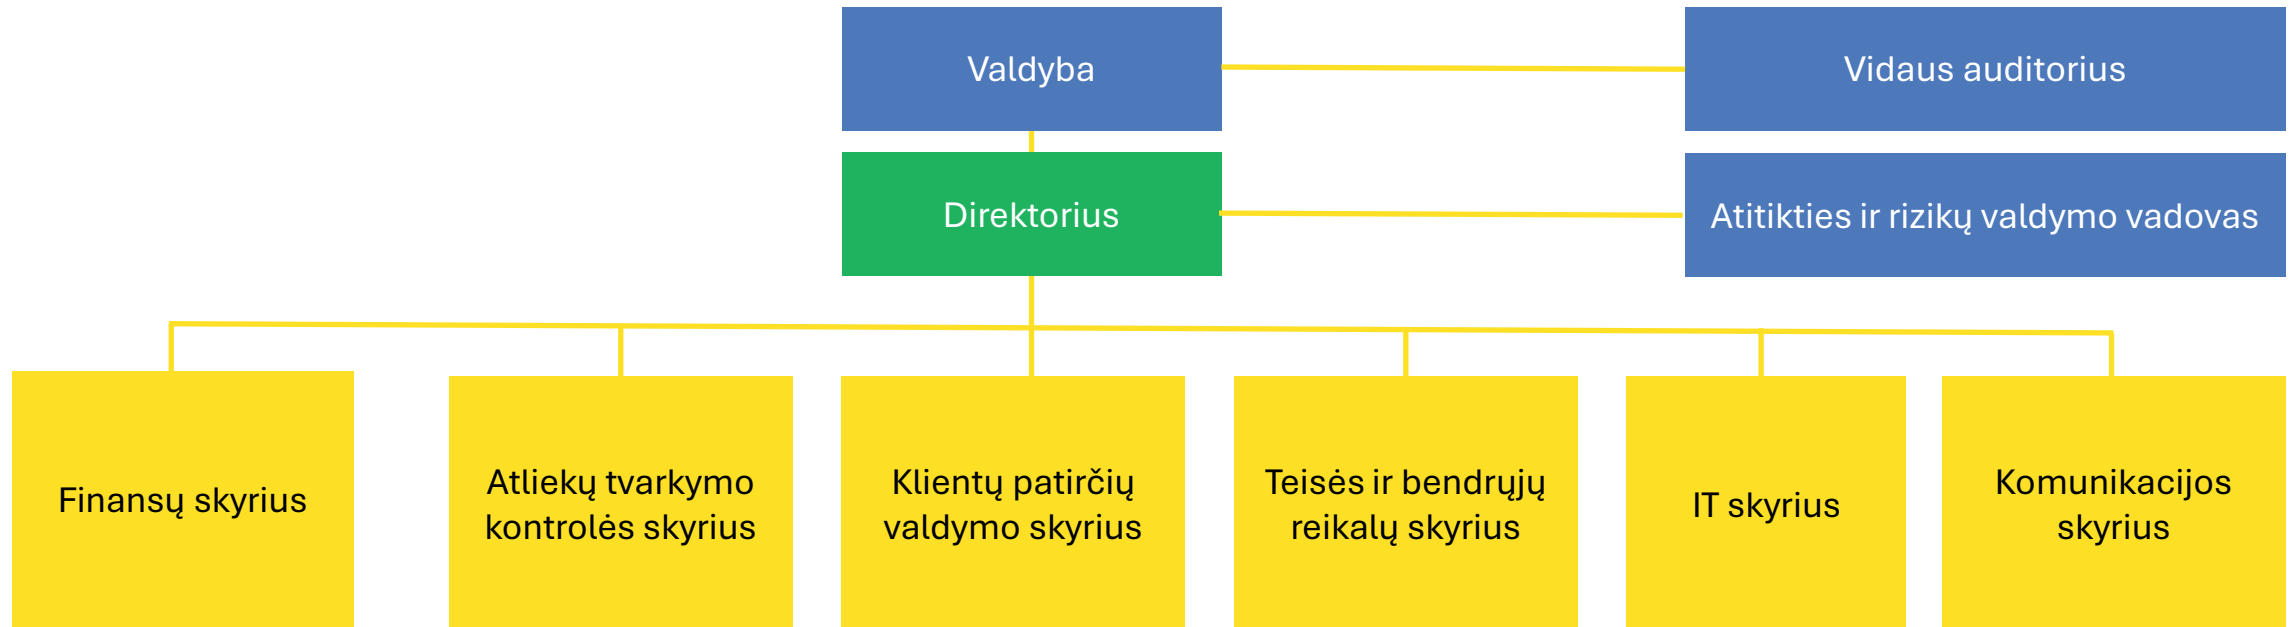 Valdyba
Vidaus auditorius
Direktorius
Atitikties ir rizikų valdymo vadovas
Finansų skyrius
Atliekų tvarkymo
kontrolės skyrius
Klientų patirčių
valdymo skyrius
Teisės ir bendrųjų
reikalų skyrius
IT skyrius
Komunikacijos
skyrius